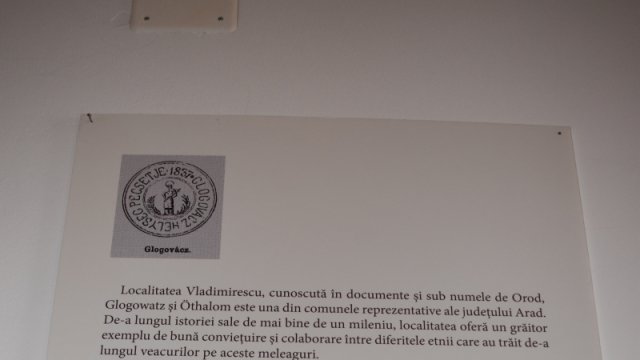 GLOGOVACZ HELYSEG PECSETJE · 1837
Glogovácz.
Localitatea Vladimirescu, cunoscută în documente și sub numele de Orod,
Glogowatz și Öthalom este una din comunele reprezentative ale județului Arad.
De-a lungul istoriei sale de mai bine de un mileniu, localitatea oferă un grăitor
exemplu de bună conviețuire și colaborare între diferitele etnii care au trăit de-a
lungul veacurilor pe aceste meleaguri.